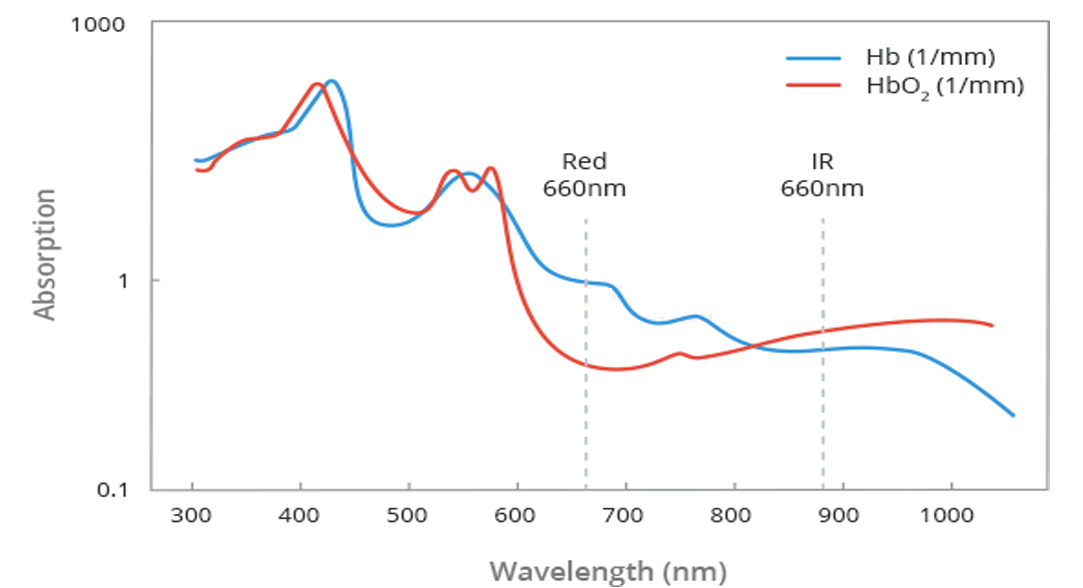 1000
Hb (1/mm)
HbO₂ (1/mm)
Red
660nm
IR
660nm
Absorption
1
0.1
300 400 500 600 700 800 900 1000
Wavelength (nm)